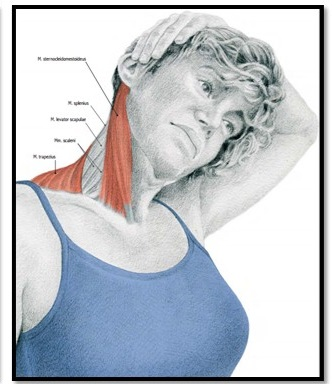 M. sternocleidomastoideus
M. splenius
M. levator scapulae
Mm. scaleni
M. trapezius